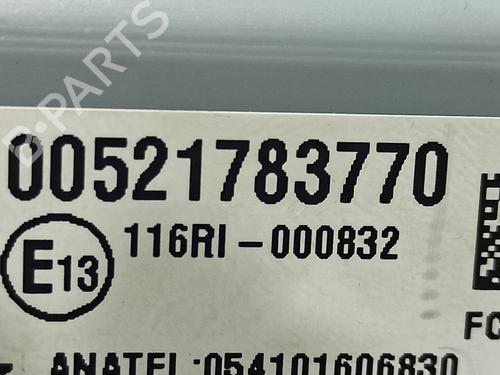 B-PARTS
00521783770
E13
116RI-000832
FC
ANATEL:054101606830